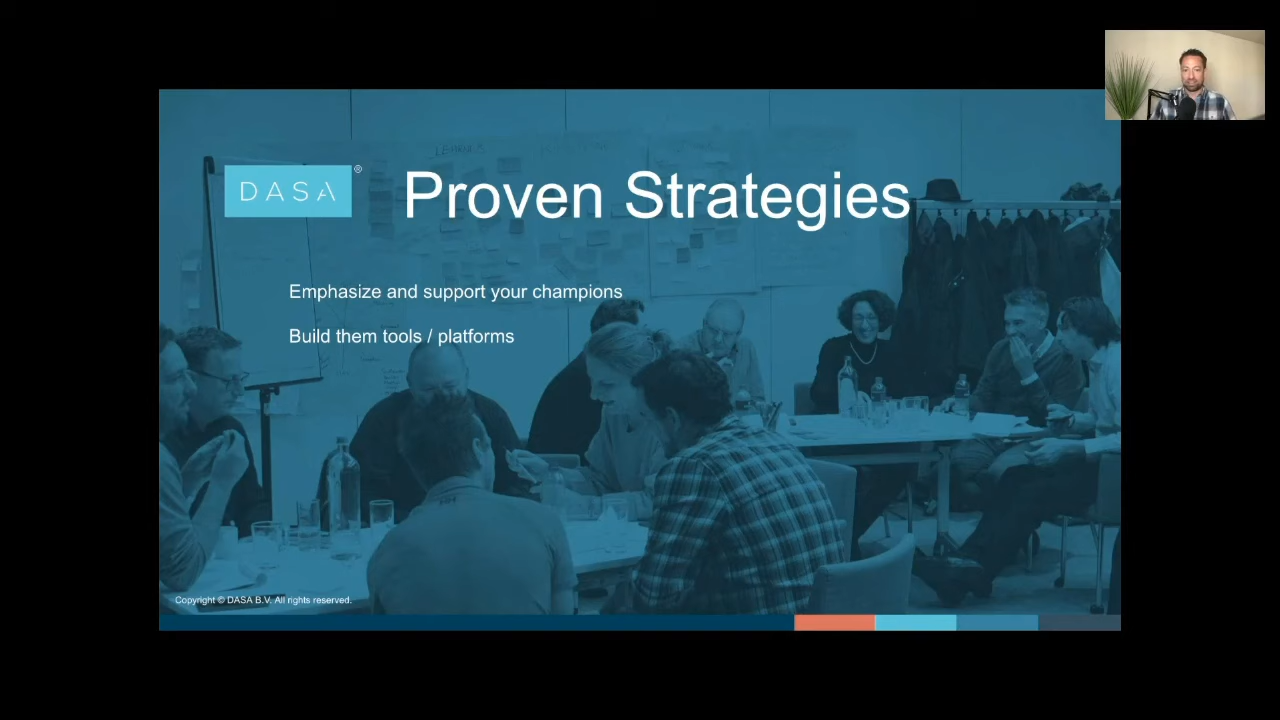 DASA®
Proven Strategies
Emphasize and support your champions
Build them tools / platforms
Copyright © DASA B.V. All rights reserved.